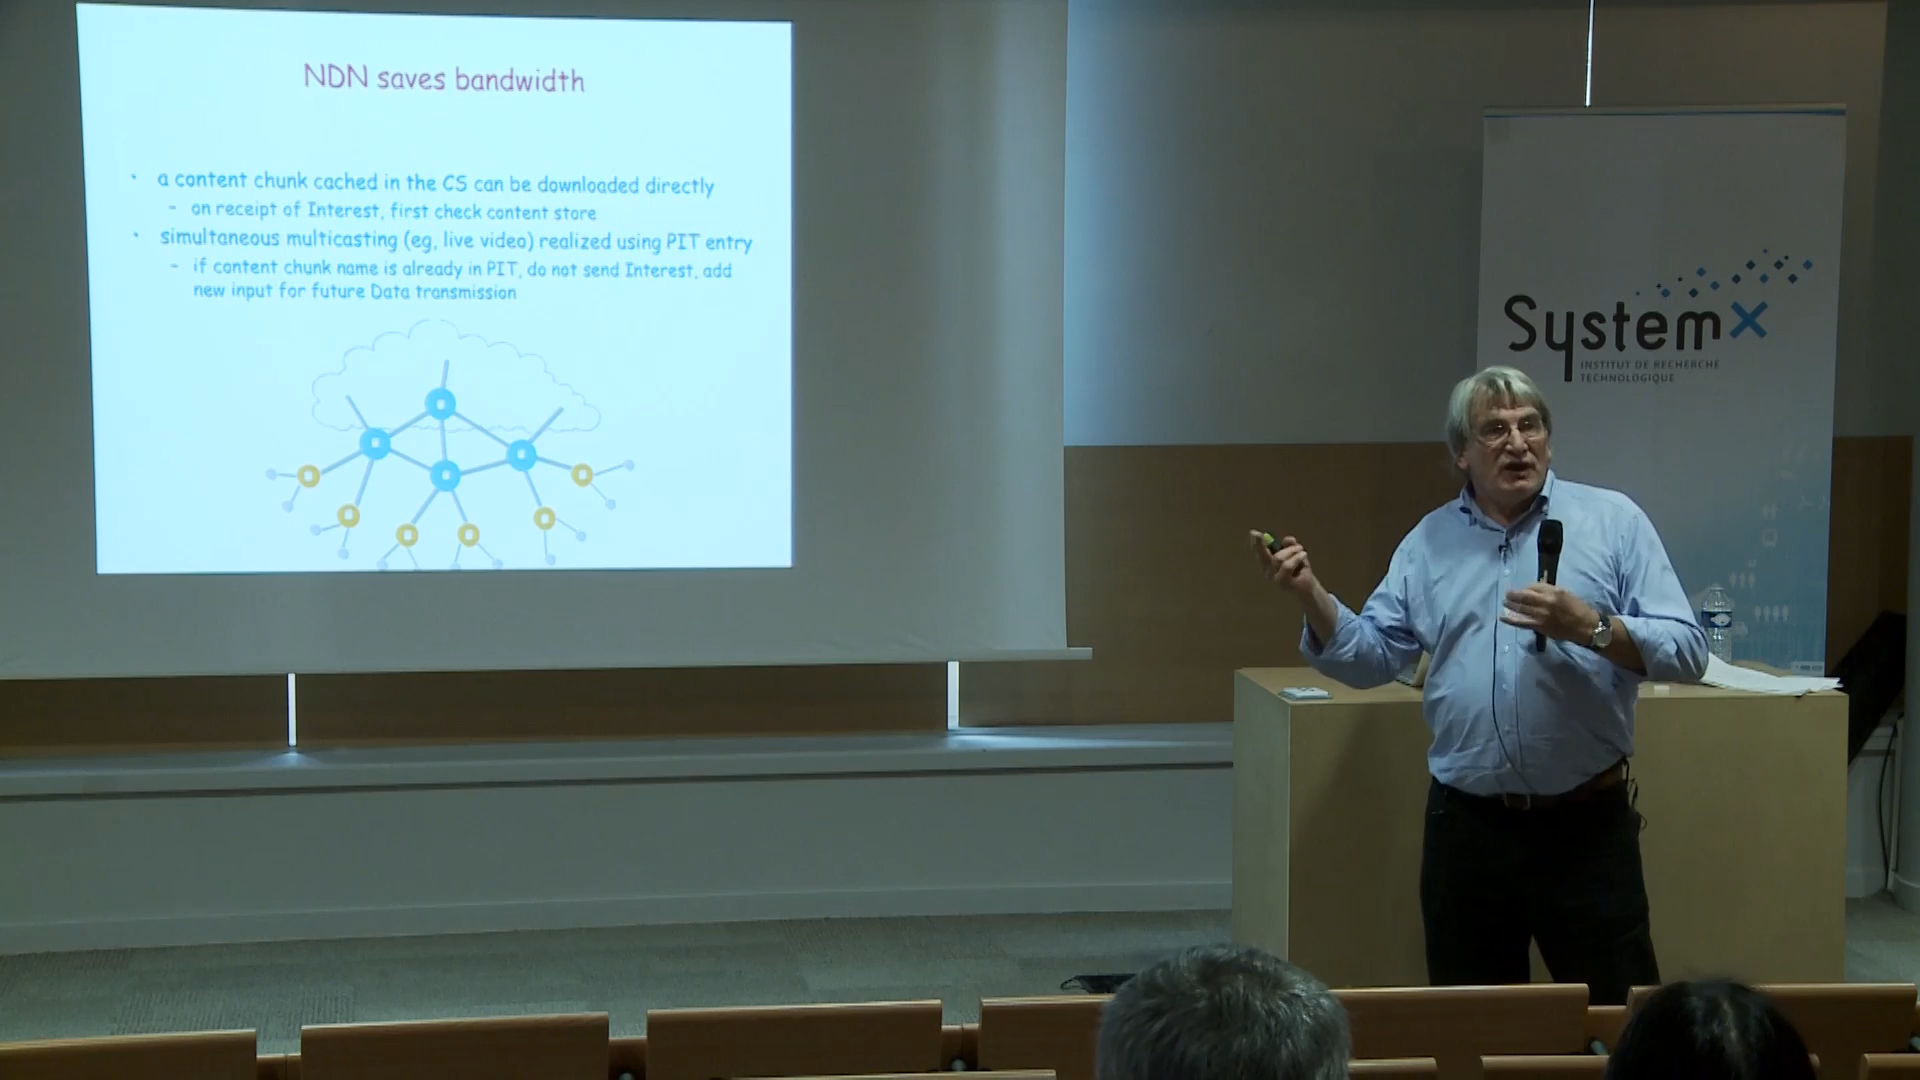 NDN saves bandwidth
• a content chunk cached in the CS can be downloaded directly
- on receipt of Interest, first check content store
• simultaneous multicasting (eg, live video) realized using PIT entry
- if content chunk name is already in PIT, do not send Interest, add
new input for future Data transmission
SystemX
INSTITUT DE RECHERCHE
TECHNOLOGIQUE